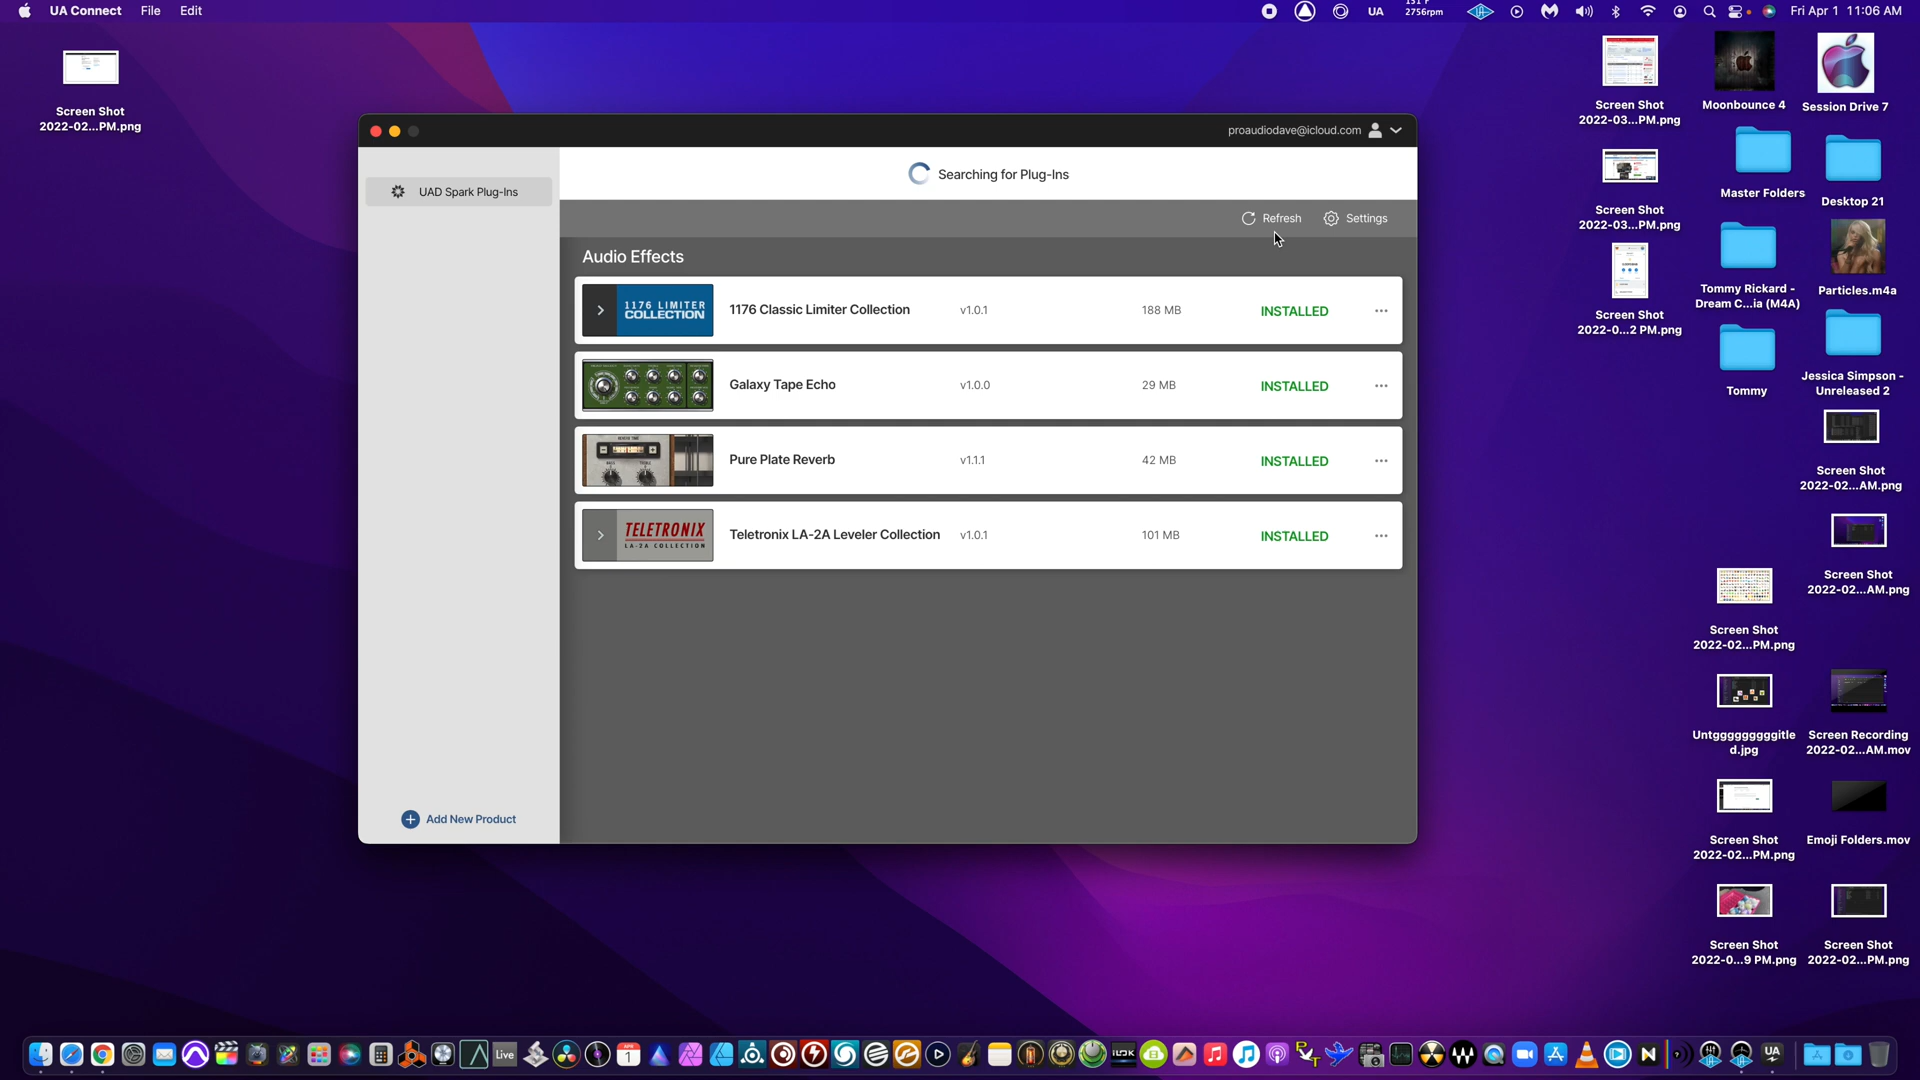 UA Connect File Edit
UA
2756rpm
Fri Apr 1 11:06 AM
Screen Shot
2022-02...PM.png
proaudiodave@icloud.com
UAD Spark Plug-Ins
Searching for Plug-Ins
Refresh
Settings
Audio Effects
1176 LIMITER
COLLECTION
1176 Classic Limiter Collection v1.0.1 188 MB INSTALLED
Galaxy Tape Echo v1.0.0 29 MB INSTALLED
Pure Plate Reverb v1.1.1 42 MB INSTALLED
TELETRONIX
LA-2A COLLECTION
Teletronix LA-2A Leveler Collection v1.0.1 101 MB INSTALLED
Add New Product
Screen Shot
2022-03...PM.png
Moonbounce 4
Session Drive 7
Screen Shot
2022-03...PM.png
Master Folders
Desktop 21
Screen Shot
2022-0...2 PM.png
Tommy Rickard -
Dream C...ia (M4A)
Particles.m4a
Tommy
Jessica Simpson -
Unreleased 2
Screen Shot
2022-02...AM.png
Screen Shot
2022-02...AM.png
Screen Shot
2022-02...PM.png
Untggggggggitle
d.jpg
Screen Recording
2022-02...AM.mov
Screen Shot
2022-02...PM.png
Emoji Folders.mov
Screen Shot
2022-0...9 PM.png
Screen Shot
2022-02...PM.png
Live
UA